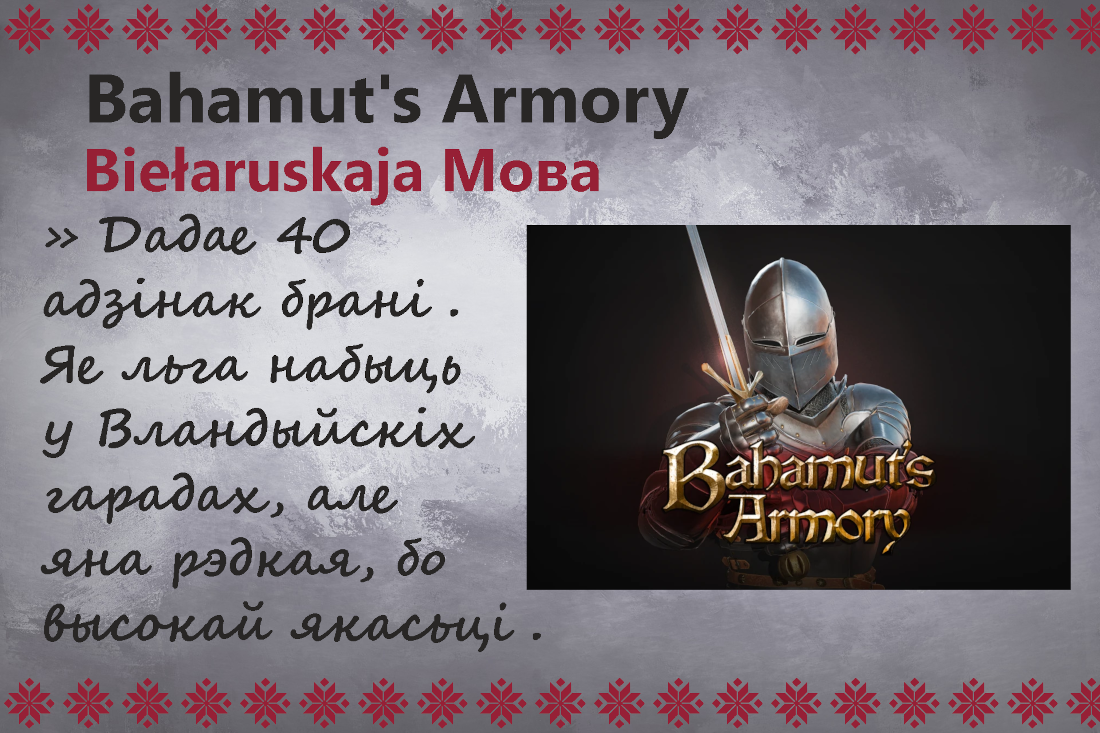 Bahamut's Armory
Biełaruskaja Мова
» Дадае 40
адзінак брані .
Яе льга набыць
у Вландыйскіх
гарадах, але
яна рэдкая, бо
высокай якасьці .
Bahamut's
Armory